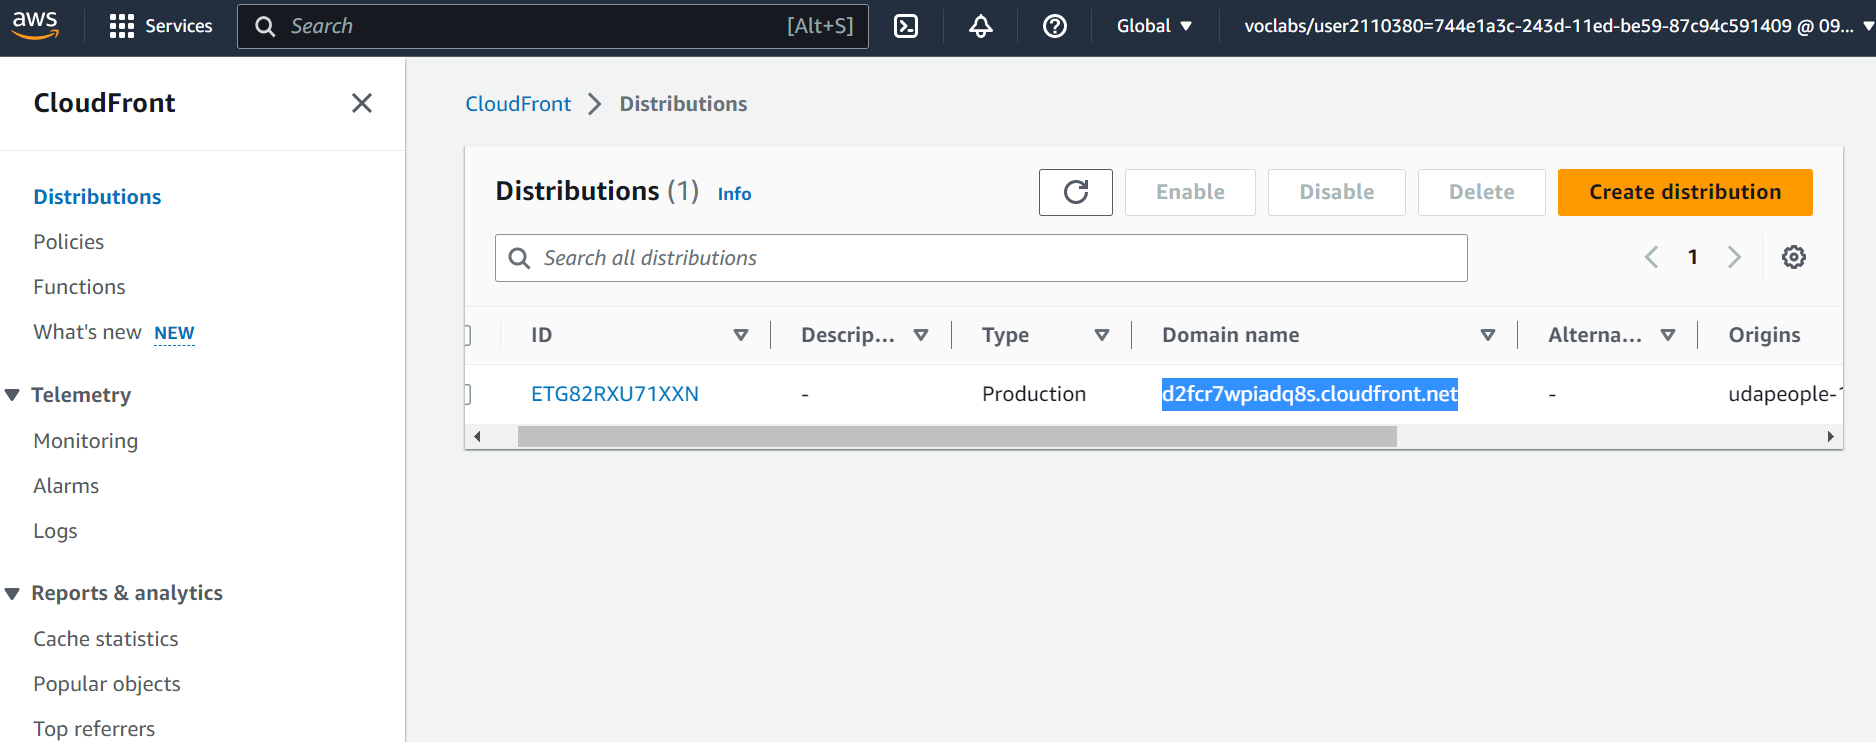 aws
Services
Search
[Alt+S]
Global
voclabs/user2110380=744e1a3c-243d-11ed-be59-87c94c591409 @ 09...
CloudFront
Distributions
Policies
Functions
What's new NEW
Telemetry
Monitoring
Alarms
Logs
Reports & analytics
Cache statistics
Popular objects
Top referrers
CloudFront > Distributions
Distributions (1) Info
Enable
Disable
Delete
Create distribution
Search all distributions
1
ID
Descrip...
Type
Domain name
Alterna...
Origins
ETG82RXU71XXN
-
Production
d2fcr7wpiadq8s.cloudfront.net
-
udapeople-1